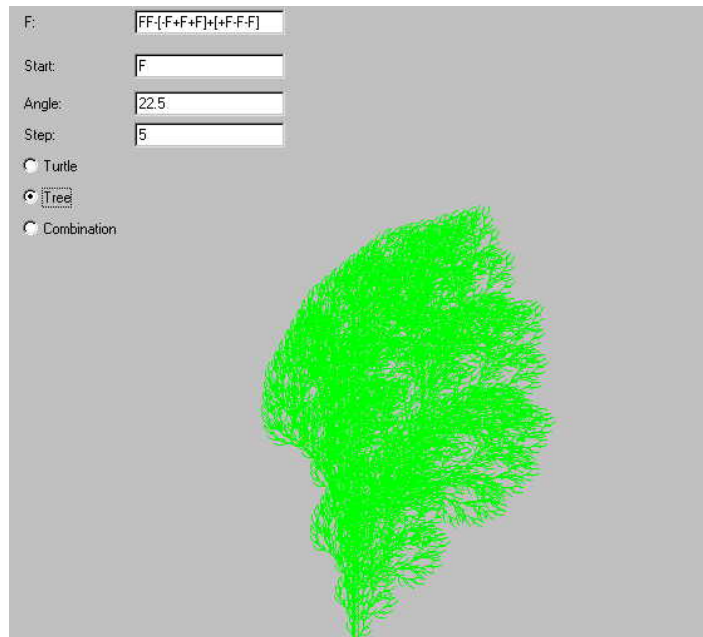 F: FF-[-F+F+F]+[+F-F-F]
Start: F
Angle: 22.5
Step: 5
Turtle
Tree
Combination